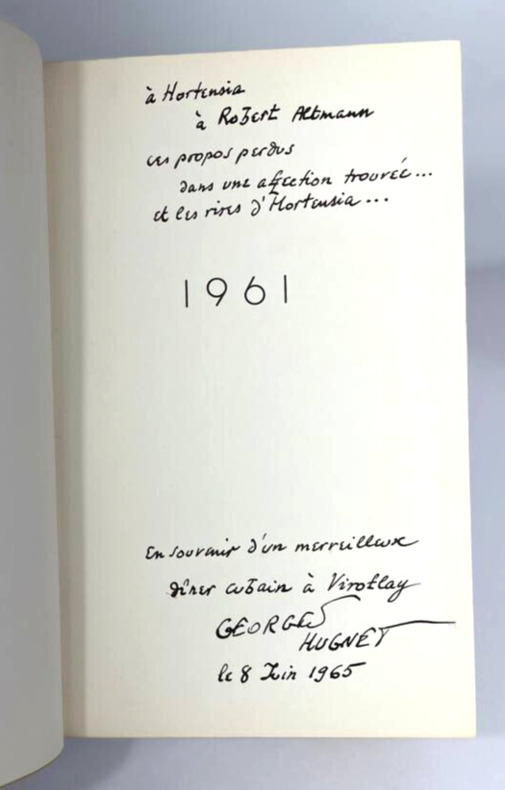 à Hortensia
à Robert Altmann
ces propos perdus
dans une affection trouvée...
et les rires d'Hortensia...
1961
En souvenir d'un merveilleux
dîner cubain à Viroflay
GEORGES
HUGNET
le 8 Juin 1965